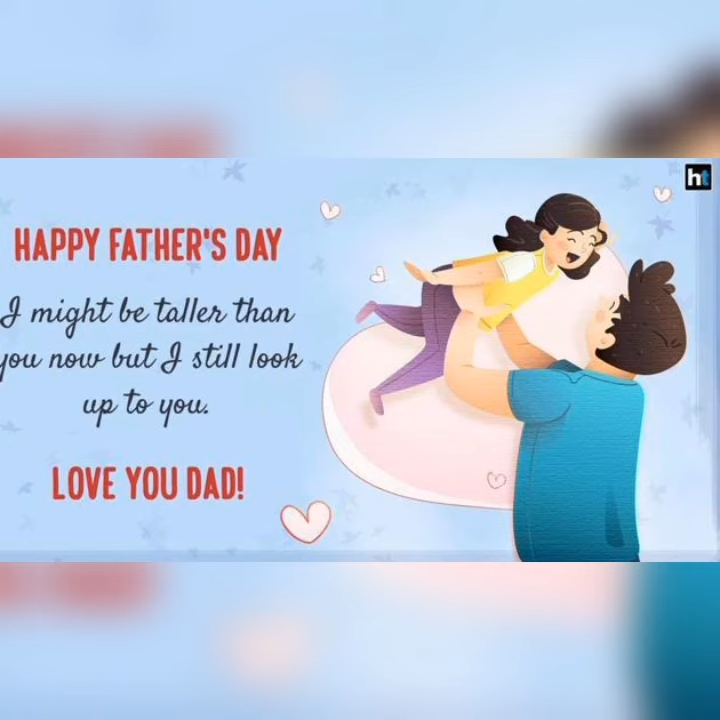 ht
HAPPY FATHER'S DAY
I might be taller than
you now but I still look
up to you.
LOVE YOU DAD!